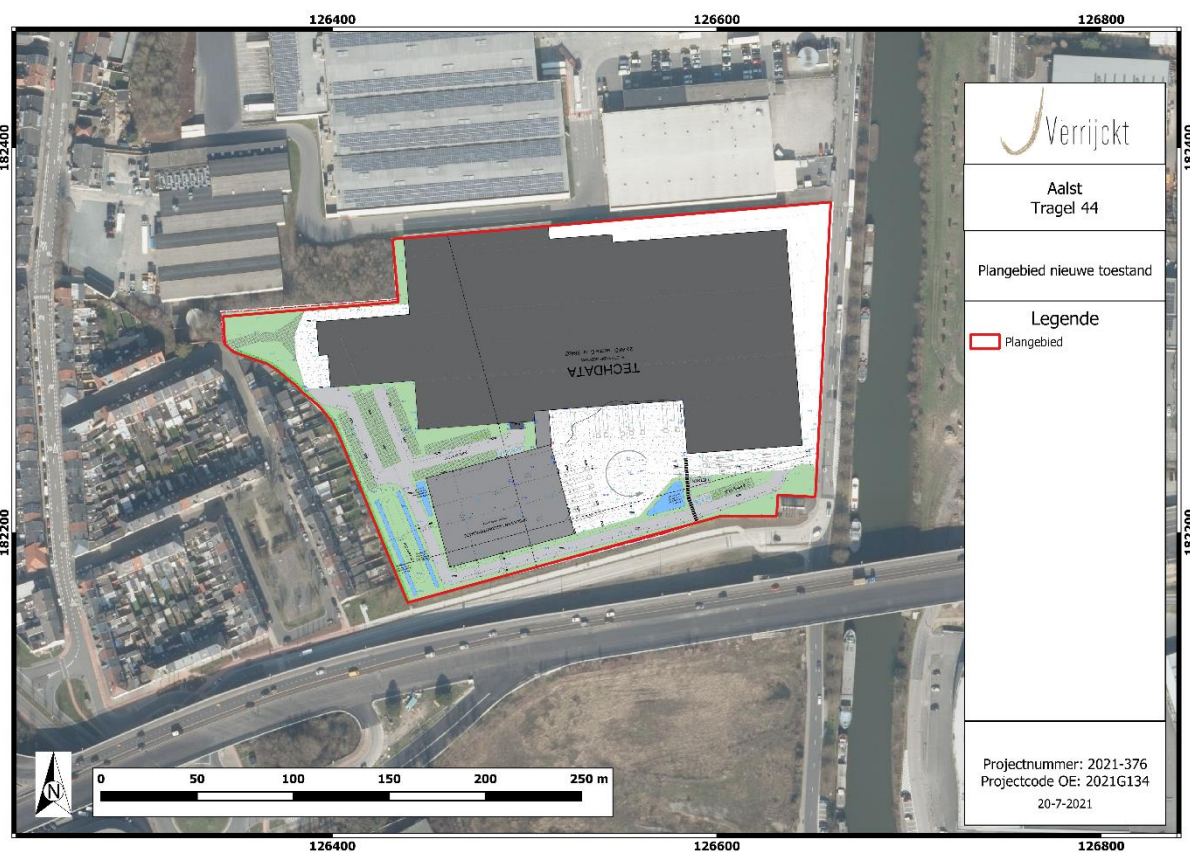 126400 126600 126800
182400 182400
Verrijckt
Aalst
Tragel 44
Plangebied nieuwe toestand
Legende
Plangebied
TECHDATA
182200 182200
N
0 50 100 150 200 250 m
Projectnummer: 2021-376
Projectcode OE: 2021G134
20-7-2021
126400 126600 126800